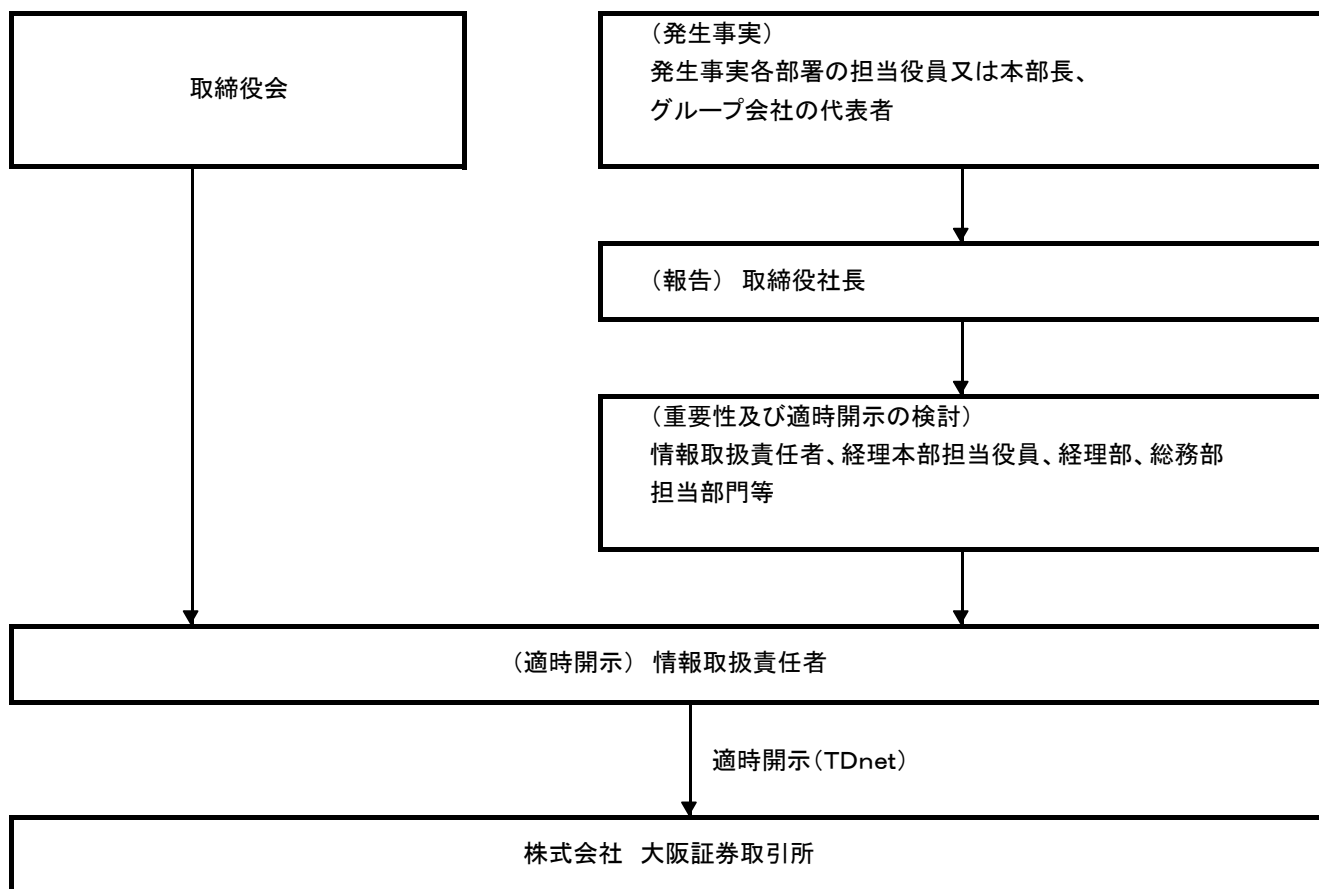 取締役会
（発生事実）
発生事実各部署の担当役員又は本部長、
グループ会社の代表者
（報告） 取締役社長
（重要性及び適時開示の検討）
情報取扱責任者、経理本部担当役員、経理部、総務部
担当部門等
（適時開示） 情報取扱責任者
適時開示（TDnet）
株式会社　大阪証券取引所